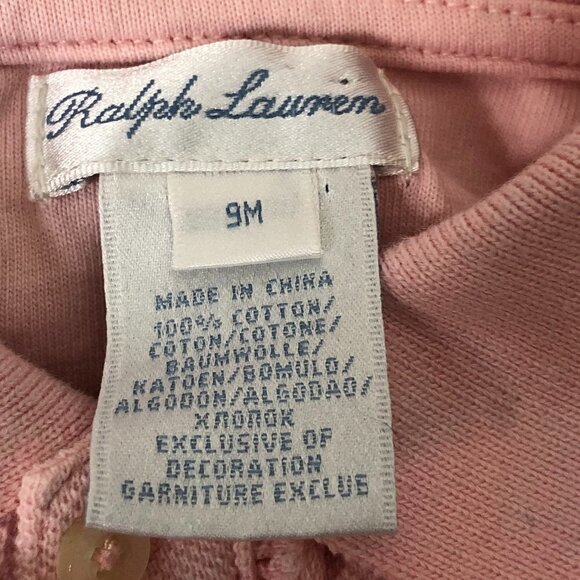 Ralph Lauren
9M
MADE IN CHINA
100% COTTON/
COTON/COTONE/
BAUMWOLLE/
KATOEN/BOMULD/
ALGODON/ALGODAO/
ХЛОПОК
EXCLUSIVE OF
DECORATION
GARNITURE EXCLUE